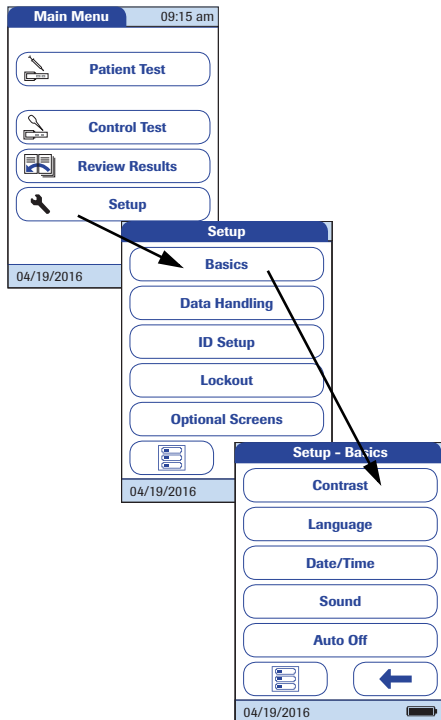 Main Menu 09:15 am
Patient Test
Control Test
Review Results
Setup
04/19/2016
Setup
Basics
Data Handling
ID Setup
Lockout
Optional Screens
04/19/2016
Setup - Basics
Contrast
Language
Date/Time
Sound
Auto Off
04/19/2016